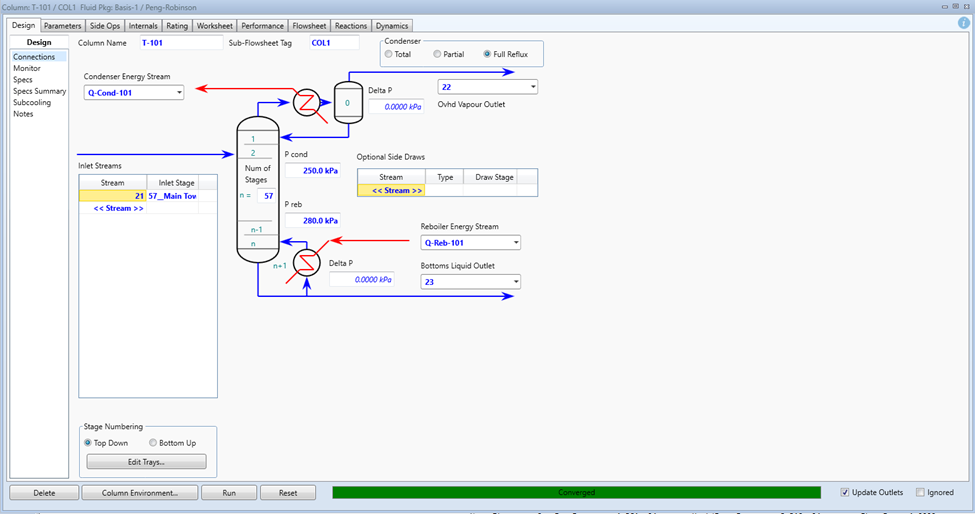 Column: T-101 / COL1 Fluid Pkg: Basis-1 / Peng-Robinson
Design Parameters Side Ops Internals Rating Worksheet Performance Flowsheet Reactions Dynamics
Design
Connections
Monitor
Specs
Specs Summary
Subcooling
Notes
Column Name T-101 Sub-Flowsheet Tag COL1
Condenser
Total Partial Full Reflux
Condenser Energy Stream
Q-Cond-101
0
Delta P
0.0000 kPa
22
Ovhd Vapour Outlet
1
2
Num of
Stages
n = 57
n-1
n
n+1
P cond
250.0 kPa
P reb
280.0 kPa
Delta P
0.0000 kPa
Optional Side Draws
Stream Type Draw Stage
<< Stream >>
Inlet Streams
Stream Inlet Stage
21 57__Main Tow
<< Stream >>
Reboiler Energy Stream
Q-Reb-101
Bottoms Liquid Outlet
23
Stage Numbering
Top Down Bottom Up
Edit Trays...
Delete Column Environment... Run Reset Converged Update Outlets Ignored